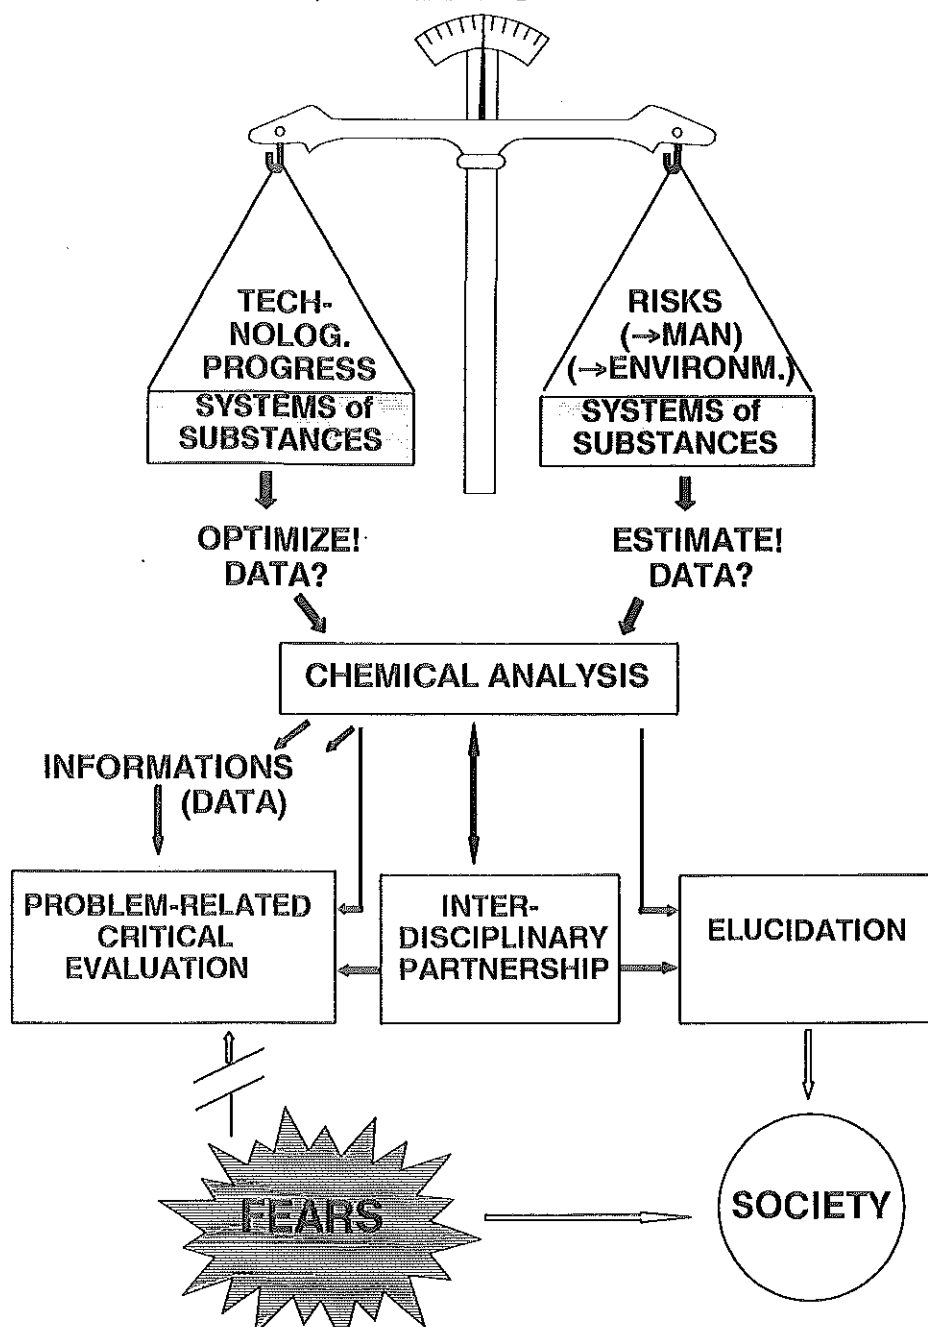 TECH-
NOLOG.
PROGRESS
SYSTEMS of
SUBSTANCES
RISKS
(→MAN)
(→ENVIRONM.)
SYSTEMS of
SUBSTANCES
OPTIMIZE!
DATA?
ESTIMATE!
DATA?
CHEMICAL ANALYSIS
INFORMATIONS
(DATA)
PROBLEM-RELATED
CRITICAL
EVALUATION
INTER-
DISCIPLINARY
PARTNERSHIP
ELUCIDATION
FEARS
SOCIETY